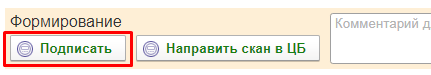 Формирование
Подписать
Направить скан в ЦБ
Комментарий д